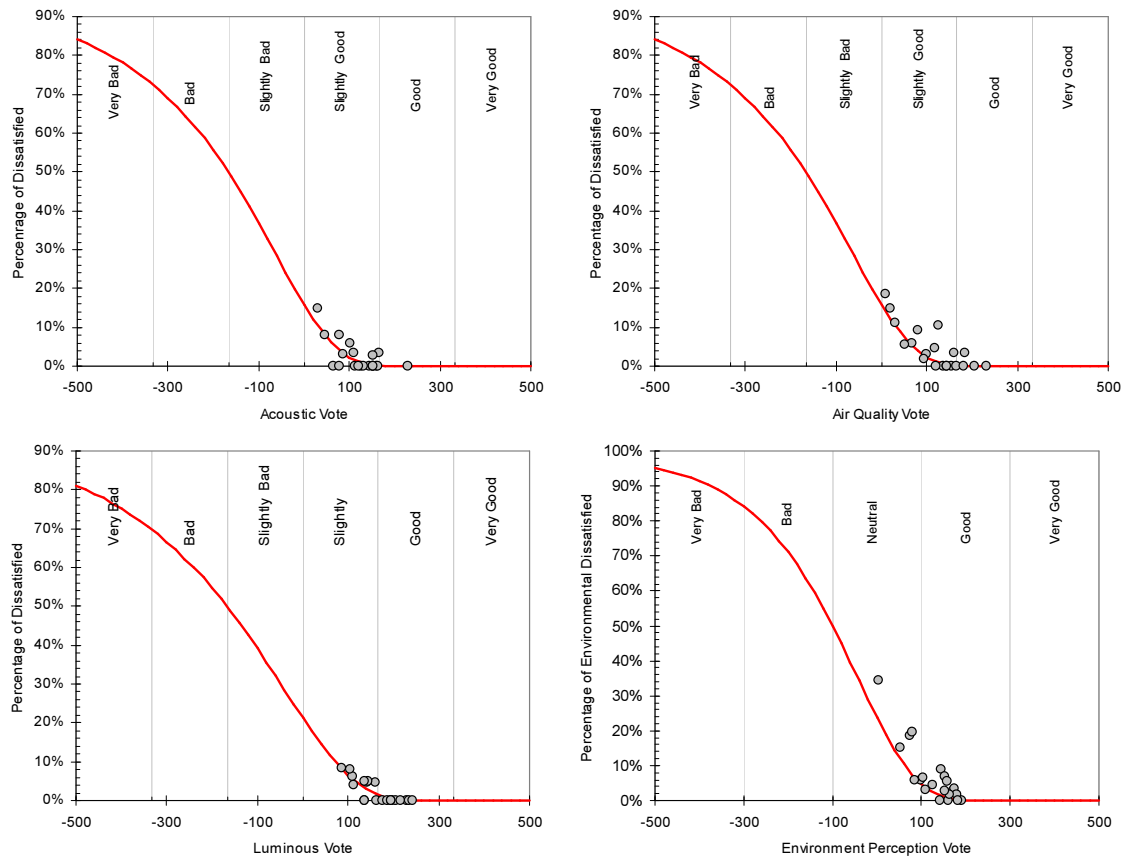 90%
80%
70%
60%
50%
40%
30%
20%
10%
0%
Percenrage of Dissatisfied
Very Bad
Bad
Slightly Bad
Slightly Good
Good
Very Good
-500
-300
-100
100
300
500
Acoustic Vote
90%
80%
70%
60%
50%
40%
30%
20%
10%
0%
Percentage of Dissatisfied
Very Bad
Bad
Slightly Bad
Slightly Good
Good
Very Good
-500
-300
-100
100
300
500
Air Quality Vote
90%
80%
70%
60%
50%
40%
30%
20%
10%
0%
Percentage of Dissatisfied
Very Bad
Bad
Slightly Bad
Slightly
Good
Very Good
-500
-300
-100
100
300
500
Luminous Vote
100%
90%
80%
70%
60%
50%
40%
30%
20%
10%
0%
Percentage of Environmental Dissatisfied
Very Bad
Bad
Neutral
Good
Very Good
-500
-300
-100
100
300
500
Environment Perception Vote